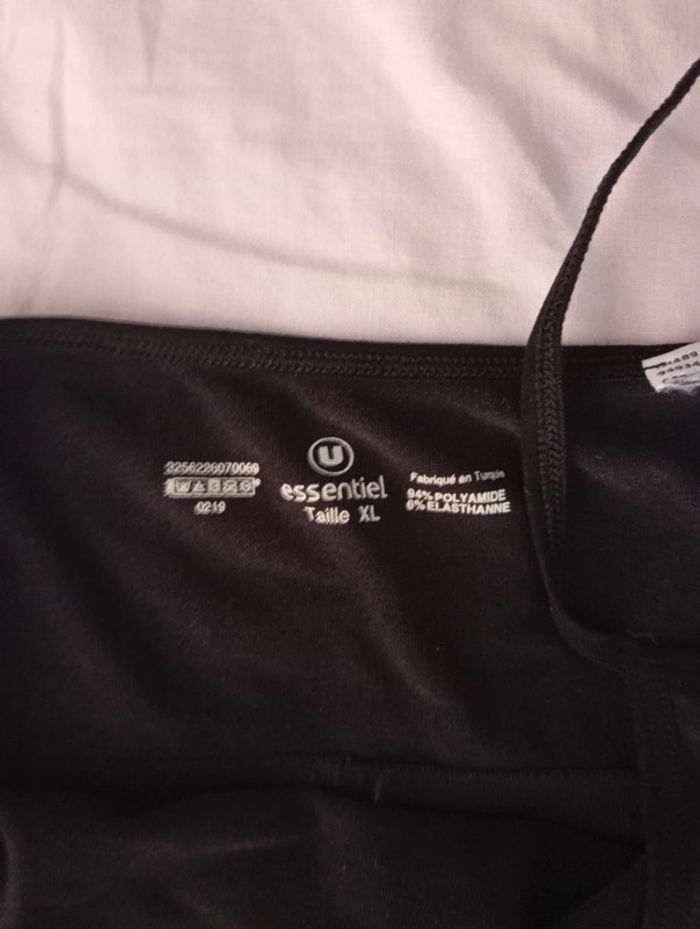 3256226070069
0219
U
essentiel
Taille XL
Fabriqué en Turquie
94% POLYAMIDE
6% ELASTHANNE